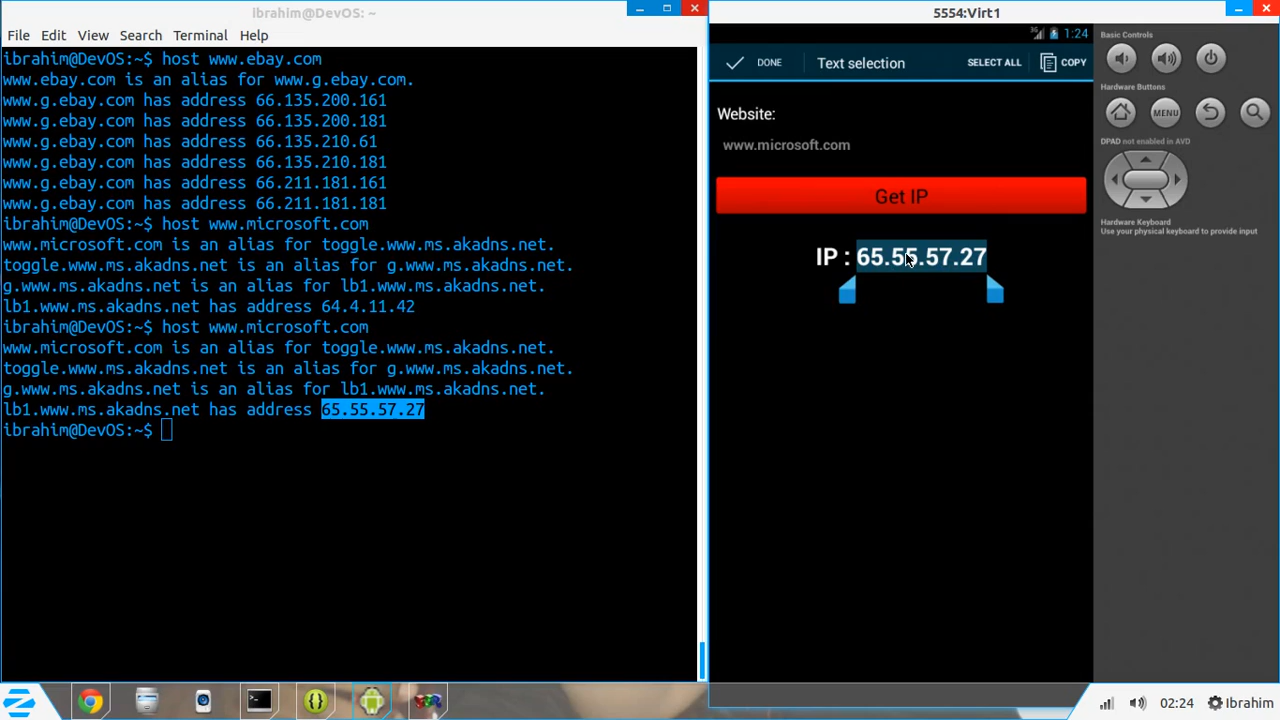 ibrahim@DevOS: ~
File Edit View Search Terminal Help
ibrahim@DevOS:~$ host www.ebay.com
www.ebay.com is an alias for www.g.ebay.com.
www.g.ebay.com has address 66.135.200.161
www.g.ebay.com has address 66.135.200.181
www.g.ebay.com has address 66.135.210.61
www.g.ebay.com has address 66.135.210.181
www.g.ebay.com has address 66.211.181.161
www.g.ebay.com has address 66.211.181.181
ibrahim@DevOS:~$ host www.microsoft.com
www.microsoft.com is an alias for toggle.www.ms.akadns.net.
toggle.www.ms.akadns.net is an alias for g.www.ms.akadns.net.
g.www.ms.akadns.net is an alias for lb1.www.ms.akadns.net.
lb1.www.ms.akadns.net has address 64.4.11.42
ibrahim@DevOS:~$ host www.microsoft.com
www.microsoft.com is an alias for toggle.www.ms.akadns.net.
toggle.www.ms.akadns.net is an alias for g.www.ms.akadns.net.
g.www.ms.akadns.net is an alias for lb1.www.ms.akadns.net.
lb1.www.ms.akadns.net has address 65.55.57.27
ibrahim@DevOS:~$
5554:Virt1
1:24
DONE Text selection SELECT ALL COPY
Website:
www.microsoft.com
Get IP
IP : 65.55.57.27
Basic Controls
Hardware Buttons
MENU
DPAD not enabled in AVD
Hardware Keyboard
Use your physical keyboard to provide input
02:24 Ibrahim